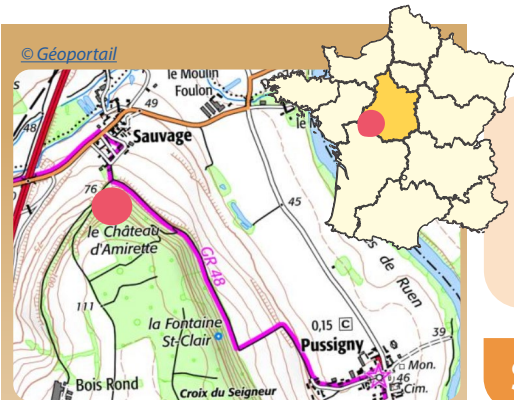 © Géoportail
le Moulin
Foulon
49
48
Sauvage
76
le Château
d'Amirette
45
GR 48
111
de Ruen
la Fontaine
St-Clair
0,15 C
Pussigny
39
Mon.
46
Cim.
Bois Rond
Croix du Seigneur